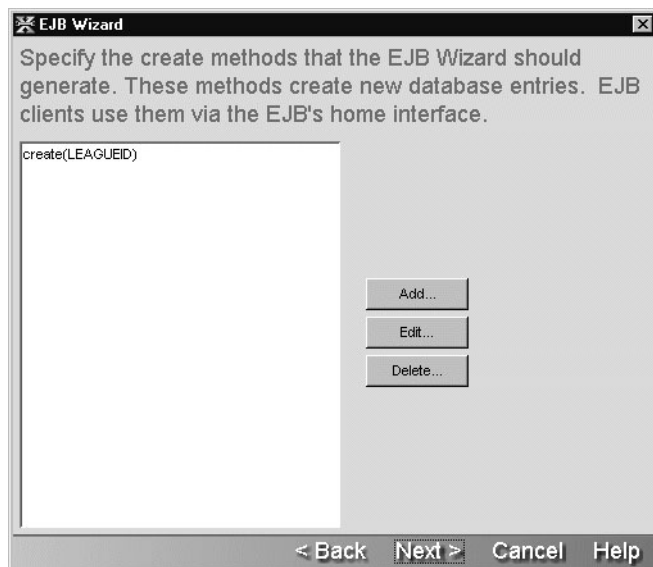 EJB Wizard
Specify the create methods that the EJB Wizard should
generate. These methods create new database entries. EJB
clients use them via the EJB's home interface.
create(LEAGUEID)
Add...
Edit...
Delete...
< Back Next > Cancel Help